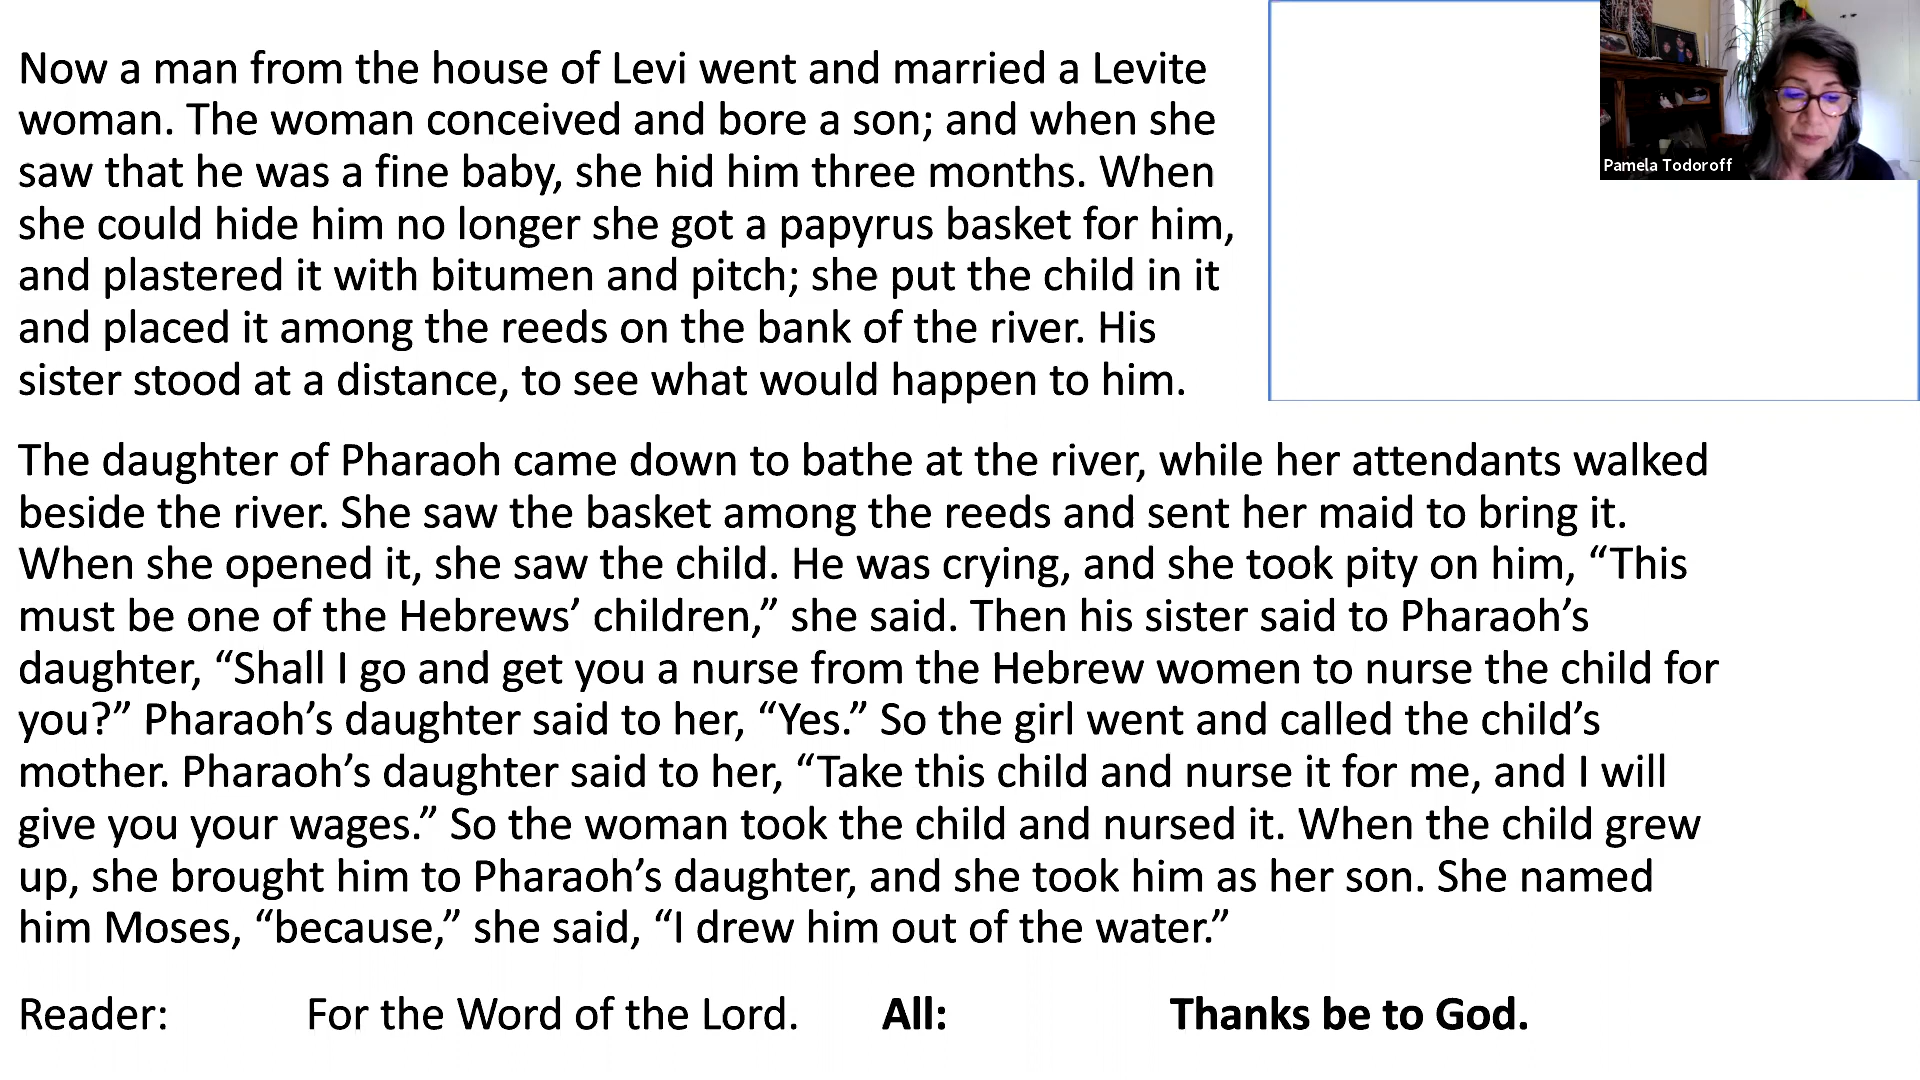 Now a man from the house of Levi went and married a Levite
woman. The woman conceived and bore a son; and when she
saw that he was a fine baby, she hid him three months. When
she could hide him no longer she got a papyrus basket for him,
and plastered it with bitumen and pitch; she put the child in it
and placed it among the reeds on the bank of the river. His
sister stood at a distance, to see what would happen to him.
Pamela Todoroff
The daughter of Pharaoh came down to bathe at the river, while her attendants walked
beside the river. She saw the basket among the reeds and sent her maid to bring it.
When she opened it, she saw the child. He was crying, and she took pity on him, “This
must be one of the Hebrews’ children,” she said. Then his sister said to Pharaoh’s
daughter, “Shall I go and get you a nurse from the Hebrew women to nurse the child for
you?” Pharaoh’s daughter said to her, “Yes.” So the girl went and called the child’s
mother. Pharaoh’s daughter said to her, “Take this child and nurse it for me, and I will
give you your wages.” So the woman took the child and nursed it. When the child grew
up, she brought him to Pharaoh’s daughter, and she took him as her son. She named
him Moses, “because,” she said, “I drew him out of the water.”
Reader: For the Word of the Lord. All: Thanks be to God.